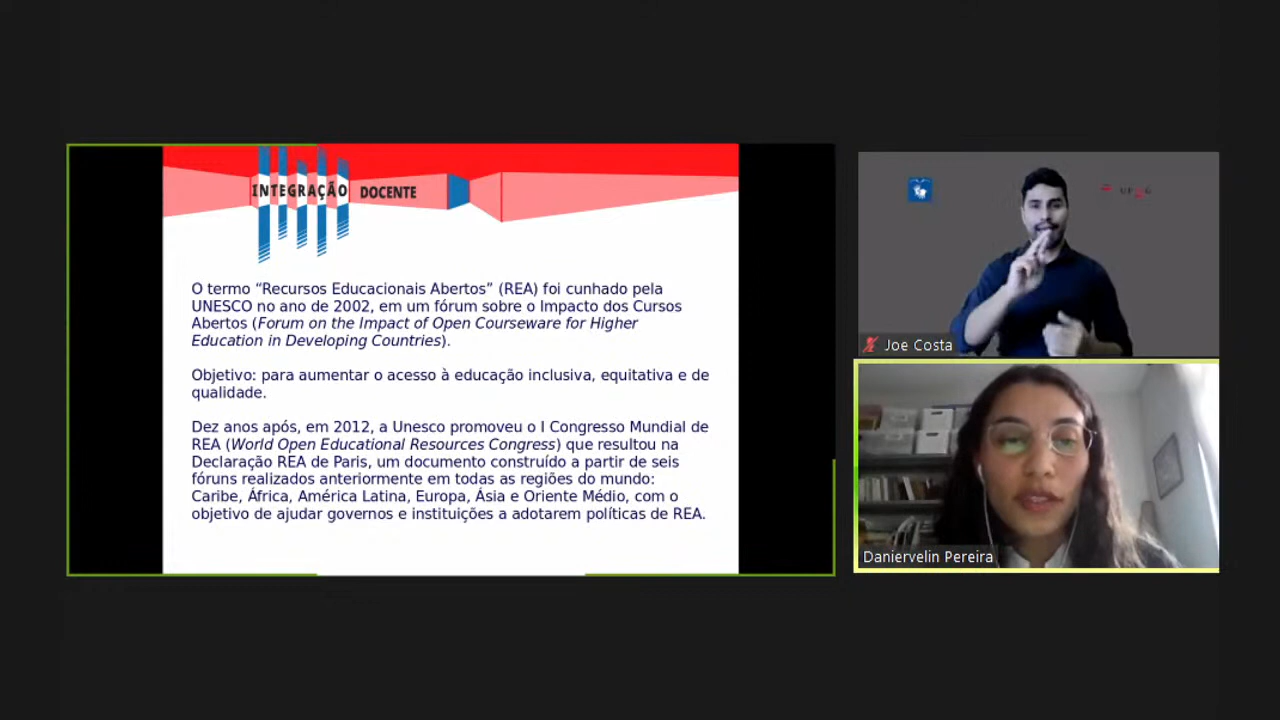 INTEGRAÇÃO DOCENTE
O termo “Recursos Educacionais Abertos” (REA) foi cunhado pela
UNESCO no ano de 2002, em um fórum sobre o Impacto dos Cursos
Abertos (Forum on the Impact of Open Courseware for Higher
Education in Developing Countries).
Objetivo: para aumentar o acesso à educação inclusiva, equitativa e de
qualidade.
Dez anos após, em 2012, a Unesco promoveu o I Congresso Mundial de
REA (World Open Educational Resources Congress) que resultou na
Declaração REA de Paris, um documento construído a partir de seis
fóruns realizados anteriormente em todas as regiões do mundo:
Caribe, África, América Latina, Europa, Ásia e Oriente Médio, com o
objetivo de ajudar governos e instituições a adotarem políticas de REA.
Joe Costa
Daniervelin Pereira